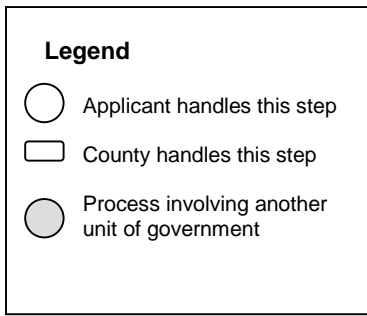 Legend
Applicant handles this step
County handles this step
Process involving another
unit of government